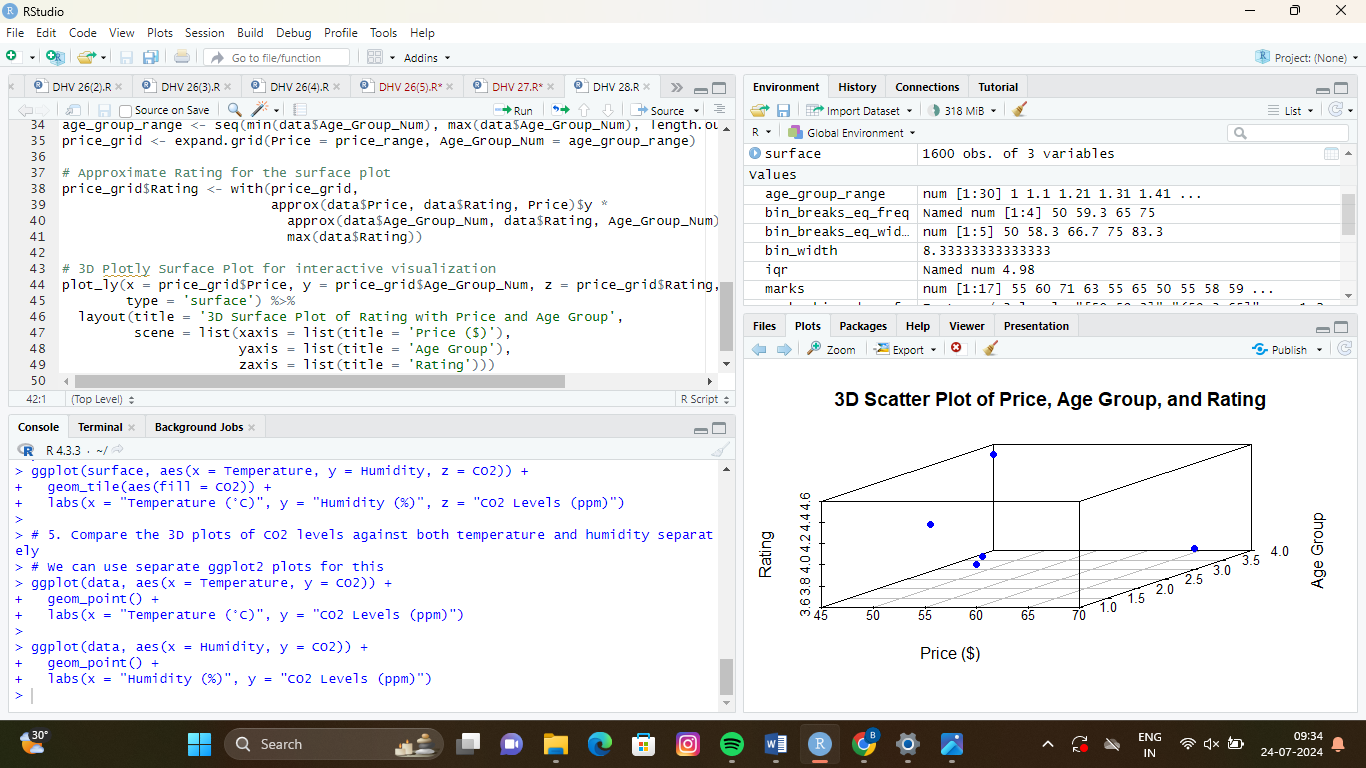 RStudio
File Edit Code View Plots Session Build Debug Profile Tools Help
Go to file/function Addins Project: (None)
DHV 26(2).R DHV 26(3).R DHV 26(4).R DHV 26(5).R* DHV 27.R* DHV 28.R
Source on Save Run Source
34 age_group_range <- seq(min(data$Age_Group_Num), max(data$Age_Group_Num), length.ou
35 price_grid <- expand.grid(Price = price_range, Age_Group_Num = age_group_range)
36
37 # Approximate Rating for the surface plot
38 price_grid$Rating <- with(price_grid,
39 approx(data$Price, data$Rating, Price)$y *
40 approx(data$Age_Group_Num, data$Rating, Age_Group_Num)
41 max(data$Rating))
42
43 # 3D Plotly Surface Plot for interactive visualization
44 plot_ly(x = price_grid$Price, y = price_grid$Age_Group_Num, z = price_grid$Rating,
45 type = 'surface') %>%
46 layout(title = '3D Surface Plot of Rating with Price and Age Group',
47 scene = list(xaxis = list(title = 'Price ($)'),
48 yaxis = list(title = 'Age Group'),
49 zaxis = list(title = 'Rating')))
50
42:1 (Top Level) R Script
Console Terminal Background Jobs
R 4.3.3 · ~/
> ggplot(surface, aes(x = Temperature, y = Humidity, z = CO2)) +
+ geom_tile(aes(fill = CO2)) +
+ labs(x = "Temperature (°C)", y = "Humidity (%)", z = "CO2 Levels (ppm)")
>
> # 5. Compare the 3D plots of CO2 levels against both temperature and humidity separat
ely
> # We can use separate ggplot2 plots for this
> ggplot(data, aes(x = Temperature, y = CO2)) +
+ geom_point() +
+ labs(x = "Temperature (°C)", y = "CO2 Levels (ppm)")
>
> ggplot(data, aes(x = Humidity, y = CO2)) +
+ geom_point() +
+ labs(x = "Humidity (%)", y = "CO2 Levels (ppm)")
>
Environment History Connections Tutorial
Import Dataset 318 MiB List
R Global Environment
surface 1600 obs. of 3 variables
Values
age_group_range num [1:30] 1 1.1 1.21 1.31 1.41 ...
bin_breaks_eq_freq Named num [1:4] 50 59.3 65 75
bin_breaks_eq_wid… num [1:5] 50 58.3 66.7 75 83.3
bin_width 8.33333333333333
iqr Named num 4.98
marks num [1:17] 55 60 71 63 55 65 50 55 58 59 ...
Files Plots Packages Help Viewer Presentation
Zoom Export Publish
3D Scatter Plot of Price, Age Group, and Rating
Rating
3.6 3.8 4.0 4.2 4.4 4.6
45 50 55 60 65 70
1.0 1.5 2.0 2.5 3.0 3.5 4.0
Age Group
Price ($)
30°
Search
B
ENG
IN
09:34
24-07-2024